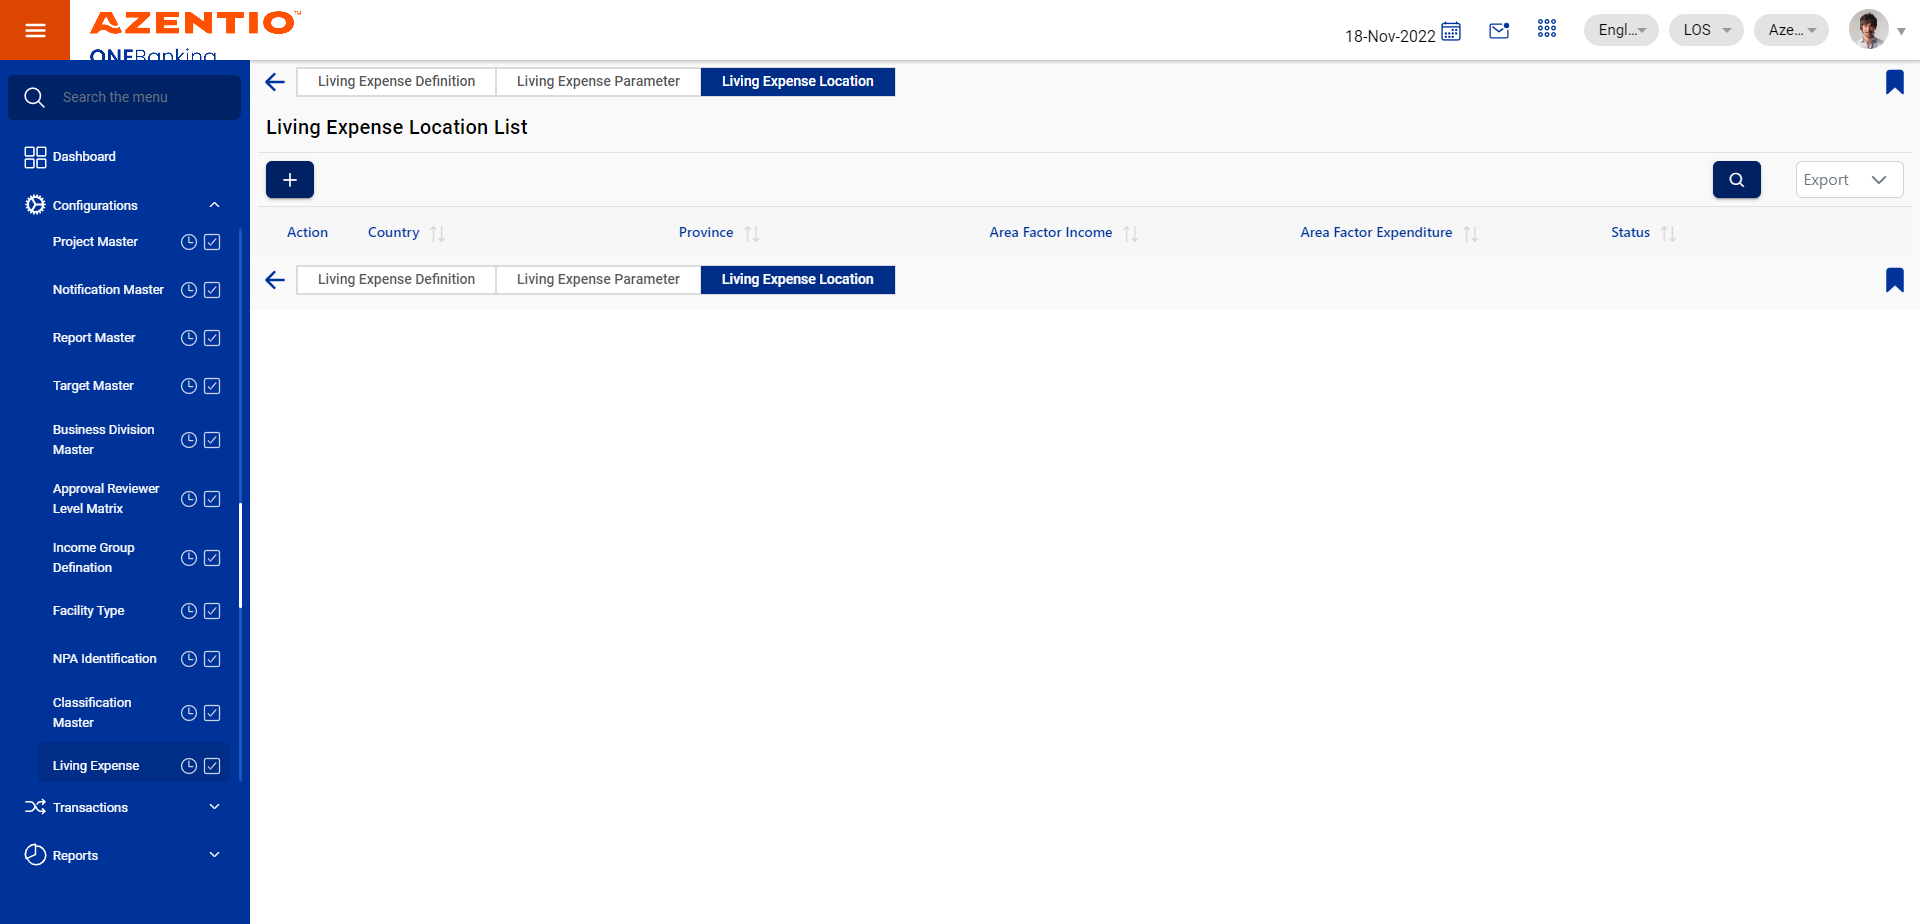 AZENTIO™
ONEBanking
18-Nov-2022
Engl...
LOS
Aze...
Search the menu
Dashboard
Configurations
Project Master
Notification Master
Report Master
Target Master
Business Division
Master
Approval Reviewer
Level Matrix
Income Group
Defination
Facility Type
NPA Identification
Classification
Master
Living Expense
Transactions
Reports
Living Expense Definition
Living Expense Parameter
Living Expense Location
Living Expense Location List
+
Export
Action
Country
Province
Area Factor Income
Area Factor Expenditure
Status
Living Expense Definition
Living Expense Parameter
Living Expense Location